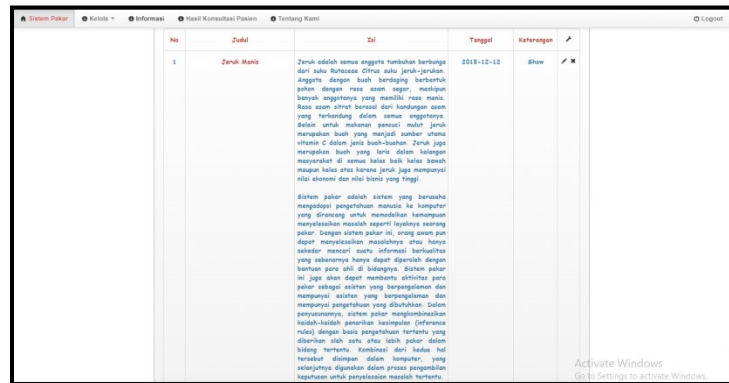 Sistem Pakar Kelola Informasi Hasil Konsultasi Pasien Tentang Kami Logout
No Judul Isi Tanggal Keterangan
1 Jeruk Manis Jeruk adalah semua anggota tumbuhan berbunga 2015-12-12 Show
dari suku Rutaceae Citrus suku jeruk-jerukan.
Anggota dengan buah berdaging berbentuk
pohon dengan rasa asam segar, meskipun
banyak anggotanya yang memiliki rasa manis.
Rasa asam sitrat berasal dari kandungan asam
yang terkandung dalam semua anggotanya.
Selain untuk makanan pencuci mulut jeruk
merupakan buah yang manjadi sumber utama
vitamin C dalam jenis buah-buahan. Jeruk juga
merupakan buah yang laris dalam kalangan
masyarakat di semua kelas baik kelas bawah
maupun kelas atas karena jeruk juga mempunyai
nilai ekonomi dan nilai bisnis yang tinggi.
Sistem pakar adalah sistem yang berusaha
mengadopsi pengetahuan manusia ke komputer
yang dirancang untuk memodelkan kemampuan
menyelesaikan masalah seperti layaknya seorang
pakar. Dengan sistem pakar ini, orang awam pun
dapat menyelesaikan masalahnya atau hanya
sekedar mencari suatu informasi berkualitas
yang sebenarnya hanya dapat diperoleh dengan
bantuan para ahli di bidangnya. Sistem pakar
ini juga akan dapat membantu aktivitas para
pakar sebagai asisten yang berpengalaman dan
mempunyai asisten yang berpengalaman dan
mempunyai pengetahuan yang dibutuhkan. Dalam
penyusunannya, sistem pakar mengkombinasikan
kaidah-kaidah penarikan kesimpulan (inference
rules) dengan basis pengetahuan tertentu yang
diberikan oleh satu atau lebih pakar dalam
bidang tertentu. Kombinasi dari kedua hal
tersebut disimpan dalam komputer, yang
selanjutnya digunakan dalam proses pengambilan
keputusan untuk penyelesaian masalah tertentu.
Activate Windows
Go to Settings to activate Windows.